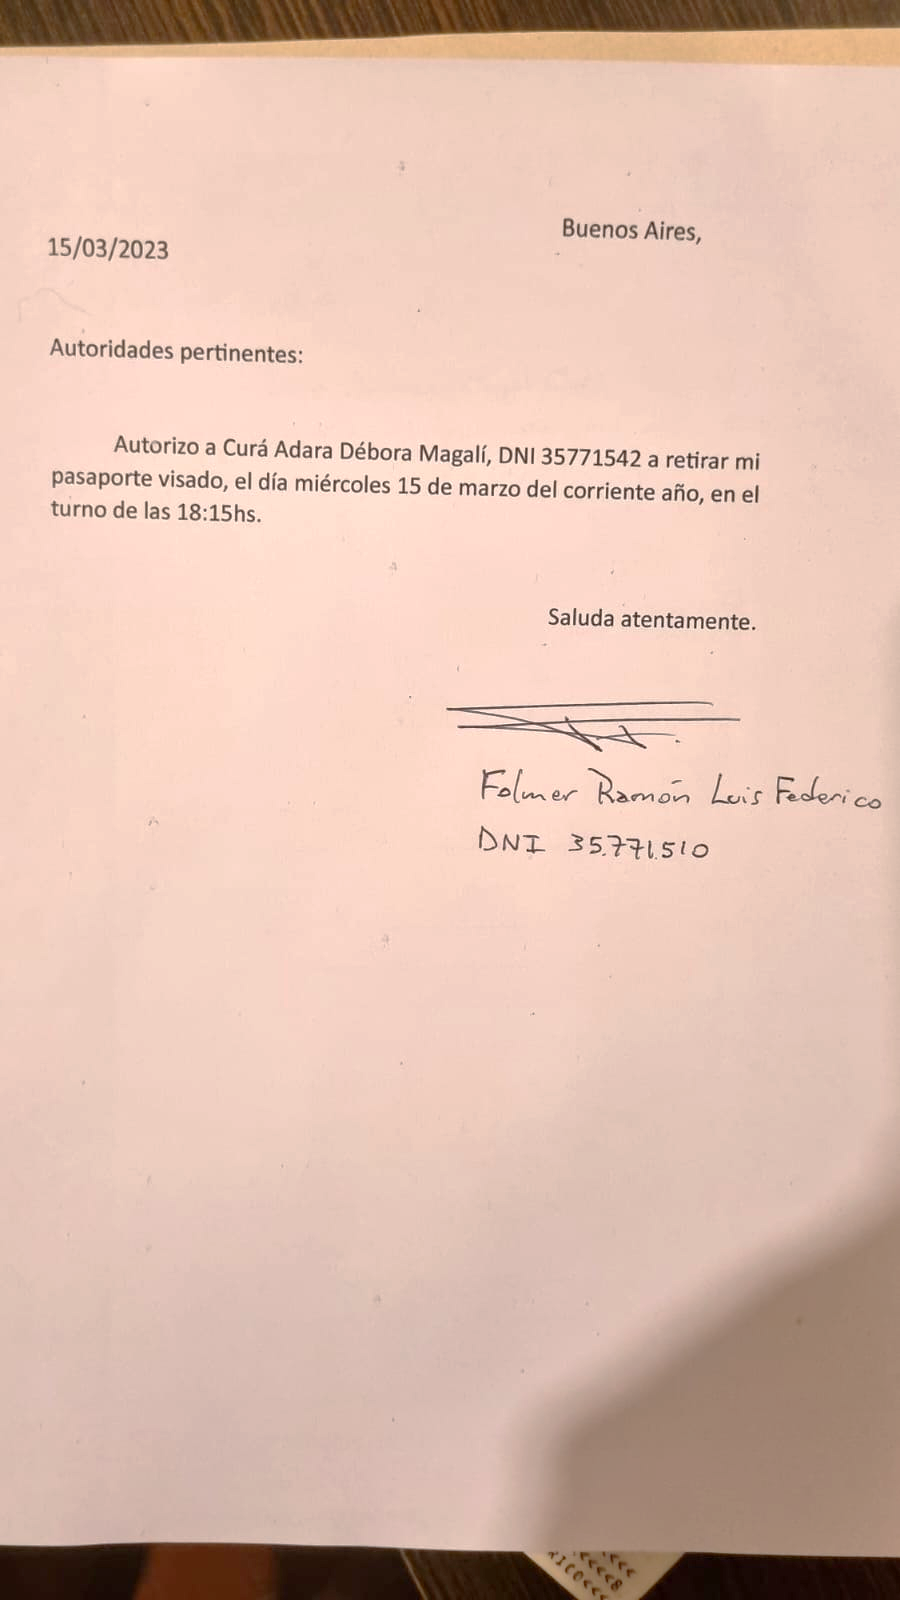 Buenos Aires,
15/03/2023
Autoridades pertinentes:
Autorizo a Curá Adara Débora Magalí, DNI 35771542 a retirar mi
pasaporte visado, el día miércoles 15 de marzo del corriente año, en el
turno de las 18:15hs.
Saluda atentamente.
Folmer Ramón Luis Federico
DNI 35.771.510